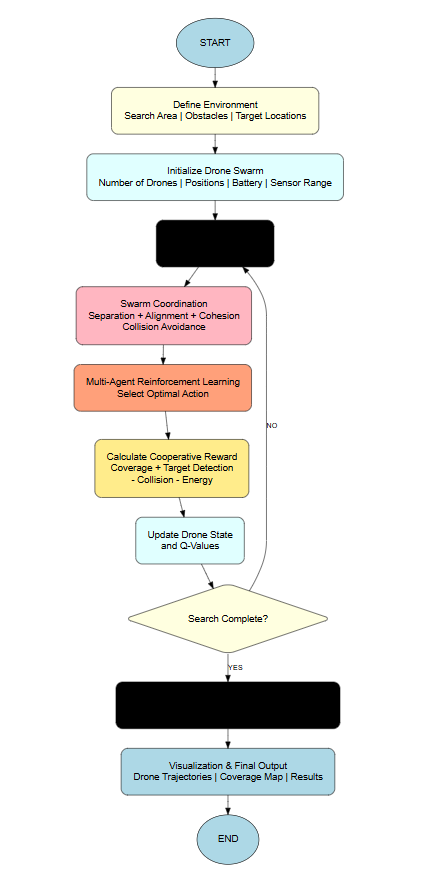 START
Define Environment
Search Area | Obstacles | Target Locations
Initialize Drone Swarm
Number of Drones | Positions | Battery | Sensor Range
Swarm Coordination
Separation + Alignment + Cohesion
Collision Avoidance
Multi-Agent Reinforcement Learning
Select Optimal Action
Calculate Cooperative Reward
Coverage + Target Detection
- Collision - Energy
NO
Update Drone State
and Q-Values
Search Complete?
YES
Visualization & Final Output
Drone Trajectories | Coverage Map | Results
END